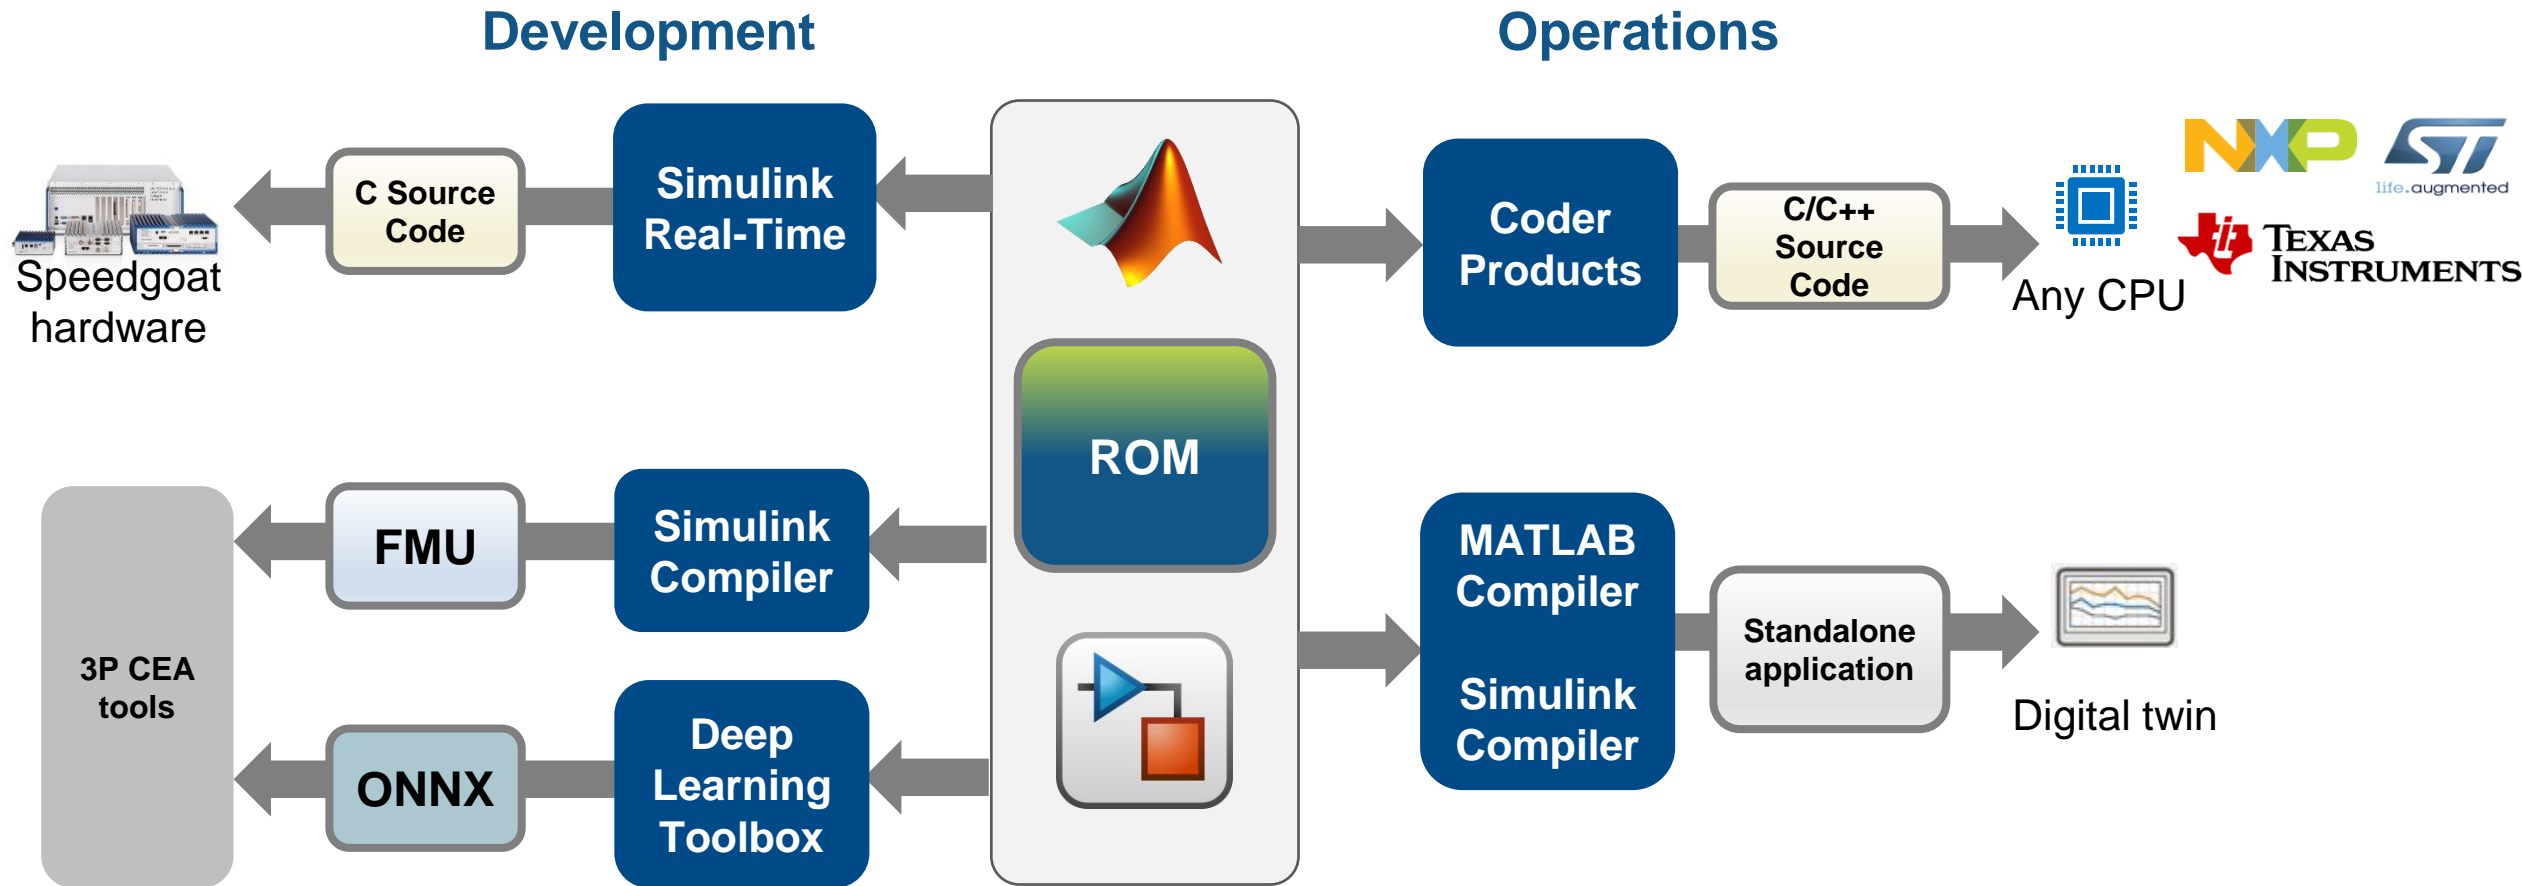 Development
Operations
Speedgoat
hardware
C Source
Code
Simulink
Real-Time
Coder
Products
C/C++
Source
Code
Any CPU
NXP
ST
life.augmented
TEXAS
INSTRUMENTS
ROM
3P CEA
tools
FMU
Simulink
Compiler
ONNX
Deep
Learning
Toolbox
MATLAB
Compiler
Simulink
Compiler
Standalone
application
Digital twin